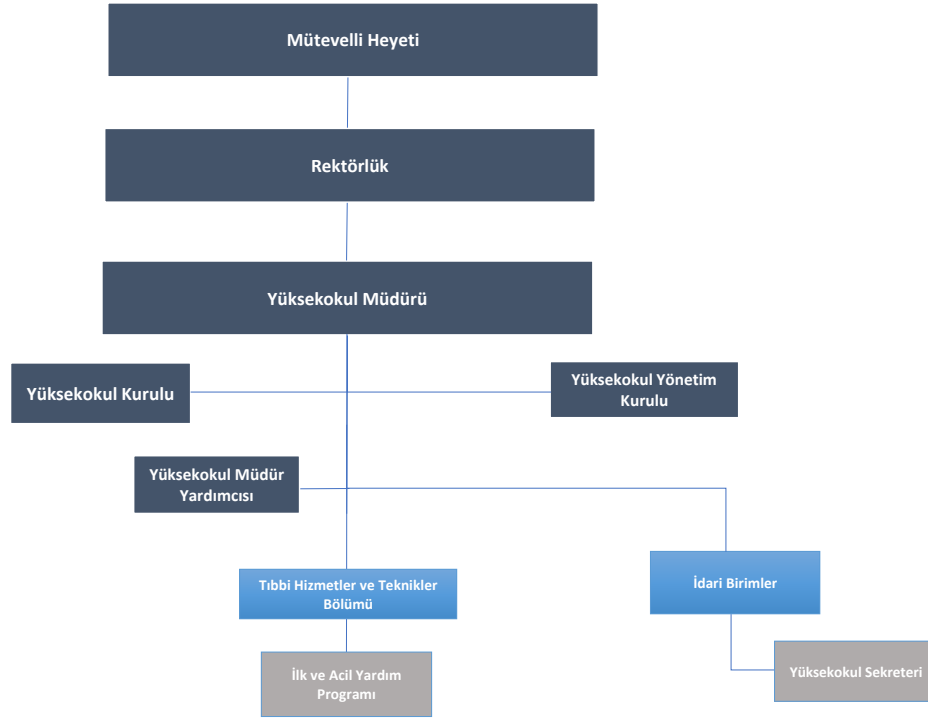 Mütevelli Heyeti
Rektörlük
Yüksekokul Müdürü
Yüksekokul Kurulu
Yüksekokul Yönetim
Kurulu
Yüksekokul Müdür
Yardımcısı
Tıbbi Hizmetler ve Teknikler
Bölümü
İdari Birimler
İlk ve Acil Yardım
Programı
Yüksekokul Sekreteri